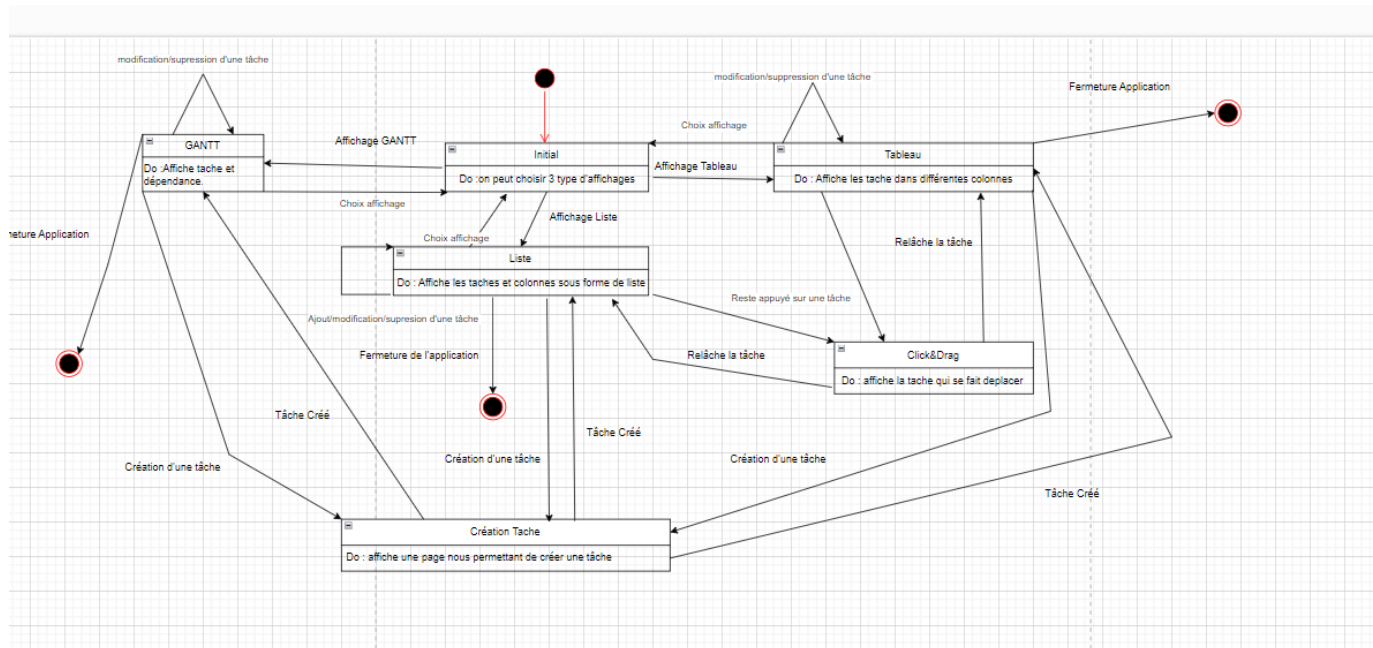 modification/supression d'une tâche
modification/suppression d'une tâche
Fermeture Application
Choix affichage
Affichage GANTT
GANTT
Initial
Tableau
Do :Affiche tache et
dépendance.
Do :on peut choisir 3 type d'affichages
Affichage Tableau
Do : Affiche les tache dans différentes colonnes
Choix affichage
Affichage Liste
neture Application
Choix affichage
Relâche la tâche
Liste
Do : Affiche les taches et colonnes sous forme de liste
Reste appuyé sur une tâche
Ajout/modification/supresion d'une tâche
Fermeture de l'application
Relâche la tâche
Click&Drag
Do : affiche la tache qui se fait deplacer
Tâche Créé
Tâche Créé
Création d'une tâche
Création d'une tâche
Création d'une tâche
Tâche Créé
Création Tache
Do : affiche une page nous permettant de créer une tâche